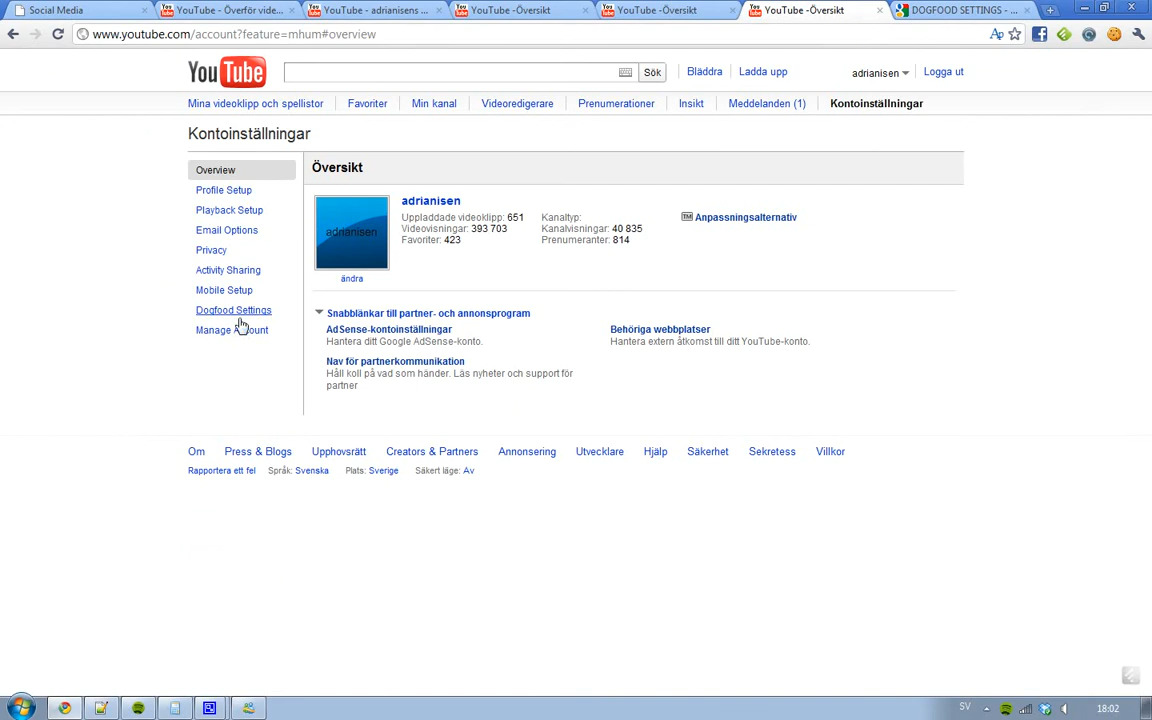 Social Media
YouTube - Överför vide...
YouTube - adrianisens ...
YouTube -Översikt
YouTube -Översikt
YouTube -Översikt
DOGFOOD SETTINGS - ...
www.youtube.com/account?feature=mhum#overview
YouTube
Sök
Bläddra
Ladda upp
adrianisen
Logga ut
Mina videoklipp och spellistor
Favoriter
Min kanal
Videoredigerare
Prenumerationer
Insikt
Meddelanden (1)
Kontoinställningar
Kontoinställningar
Overview
Profile Setup
Playback Setup
Email Options
Privacy
Activity Sharing
Mobile Setup
Dogfood Settings
Manage Account
Översikt
adrianisen
adrianisen
Uppladdade videoklipp: 651
Videovisningar: 393 703
Favoriter: 423
Kanaltyp:
Kanalvisningar: 40 835
Prenumeranter: 814
TM Anpassningsalternativ
ändra
Snabblänkar till partner- och annonsprogram
AdSense-kontoinställningar
Hantera ditt Google AdSense-konto.
Behöriga webbplatser
Hantera extern åtkomst till ditt YouTube-konto.
Nav för partnerkommunikation
Håll koll på vad som händer. Läs nyheter och support för
partner
Om
Press & Blogs
Upphovsrätt
Creators & Partners
Annonsering
Utvecklare
Hjälp
Säkerhet
Sekretess
Villkor
Rapportera ett fel
Språk: Svenska
Plats: Sverige
Säkert läge: Av
SV
18:02